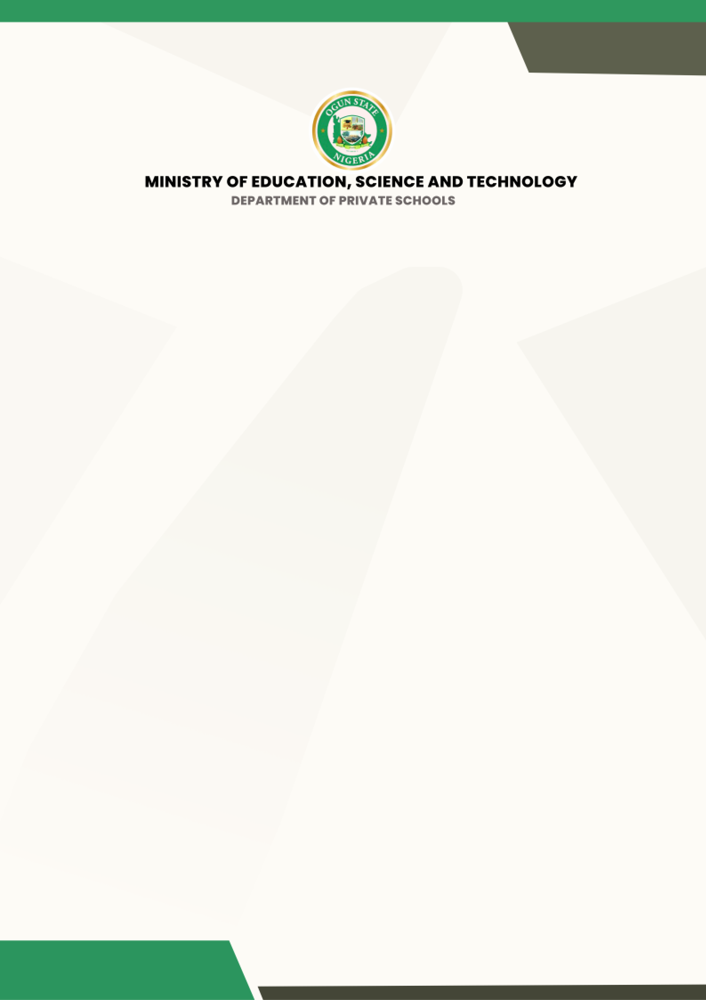 OGUN STATE
NIGERIA
MINISTRY OF EDUCATION, SCIENCE AND TECHNOLOGY
DEPARTMENT OF PRIVATE SCHOOLS